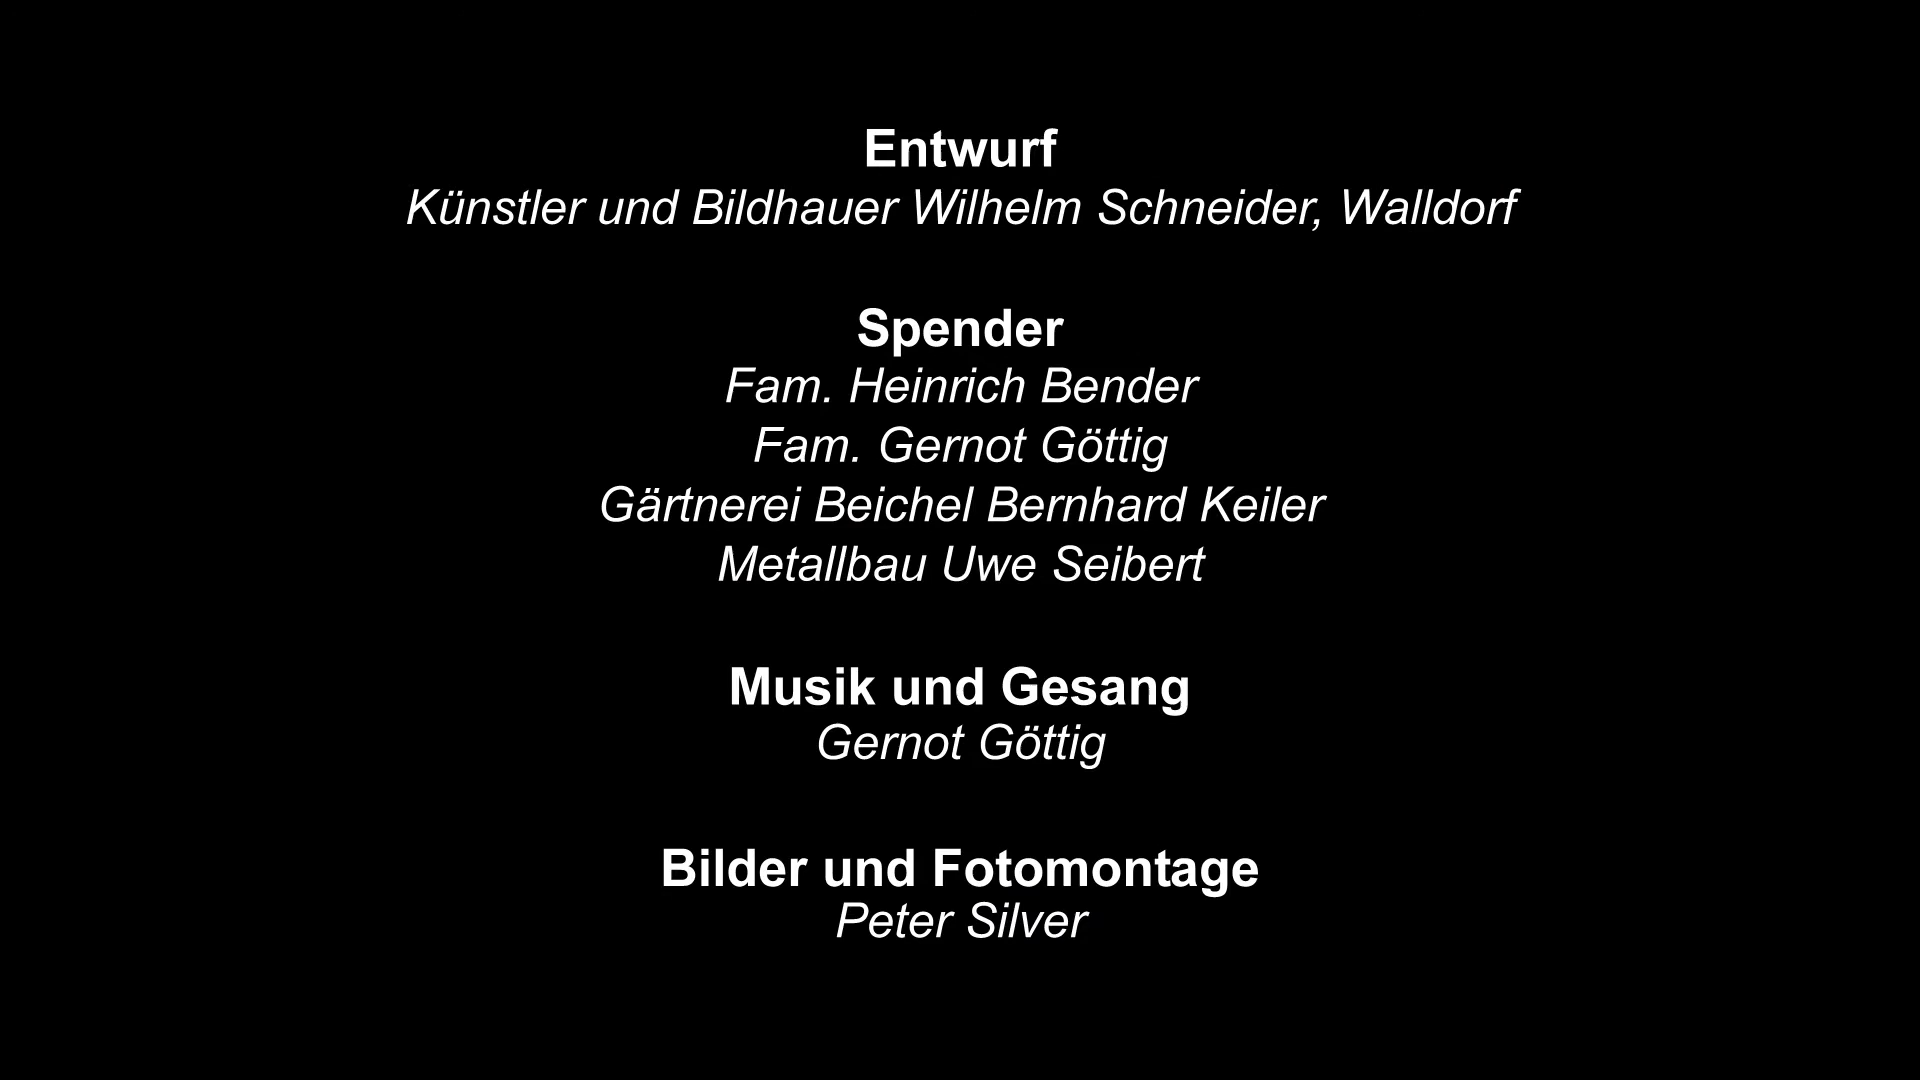 Entwurf
Künstler und Bildhauer Wilhelm Schneider, Walldorf
Spender
Fam. Heinrich Bender
Fam. Gernot Göttig
Gärtnerei Beichel Bernhard Keiler
Metallbau Uwe Seibert
Musik und Gesang
Gernot Göttig
Bilder und Fotomontage
Peter Silver